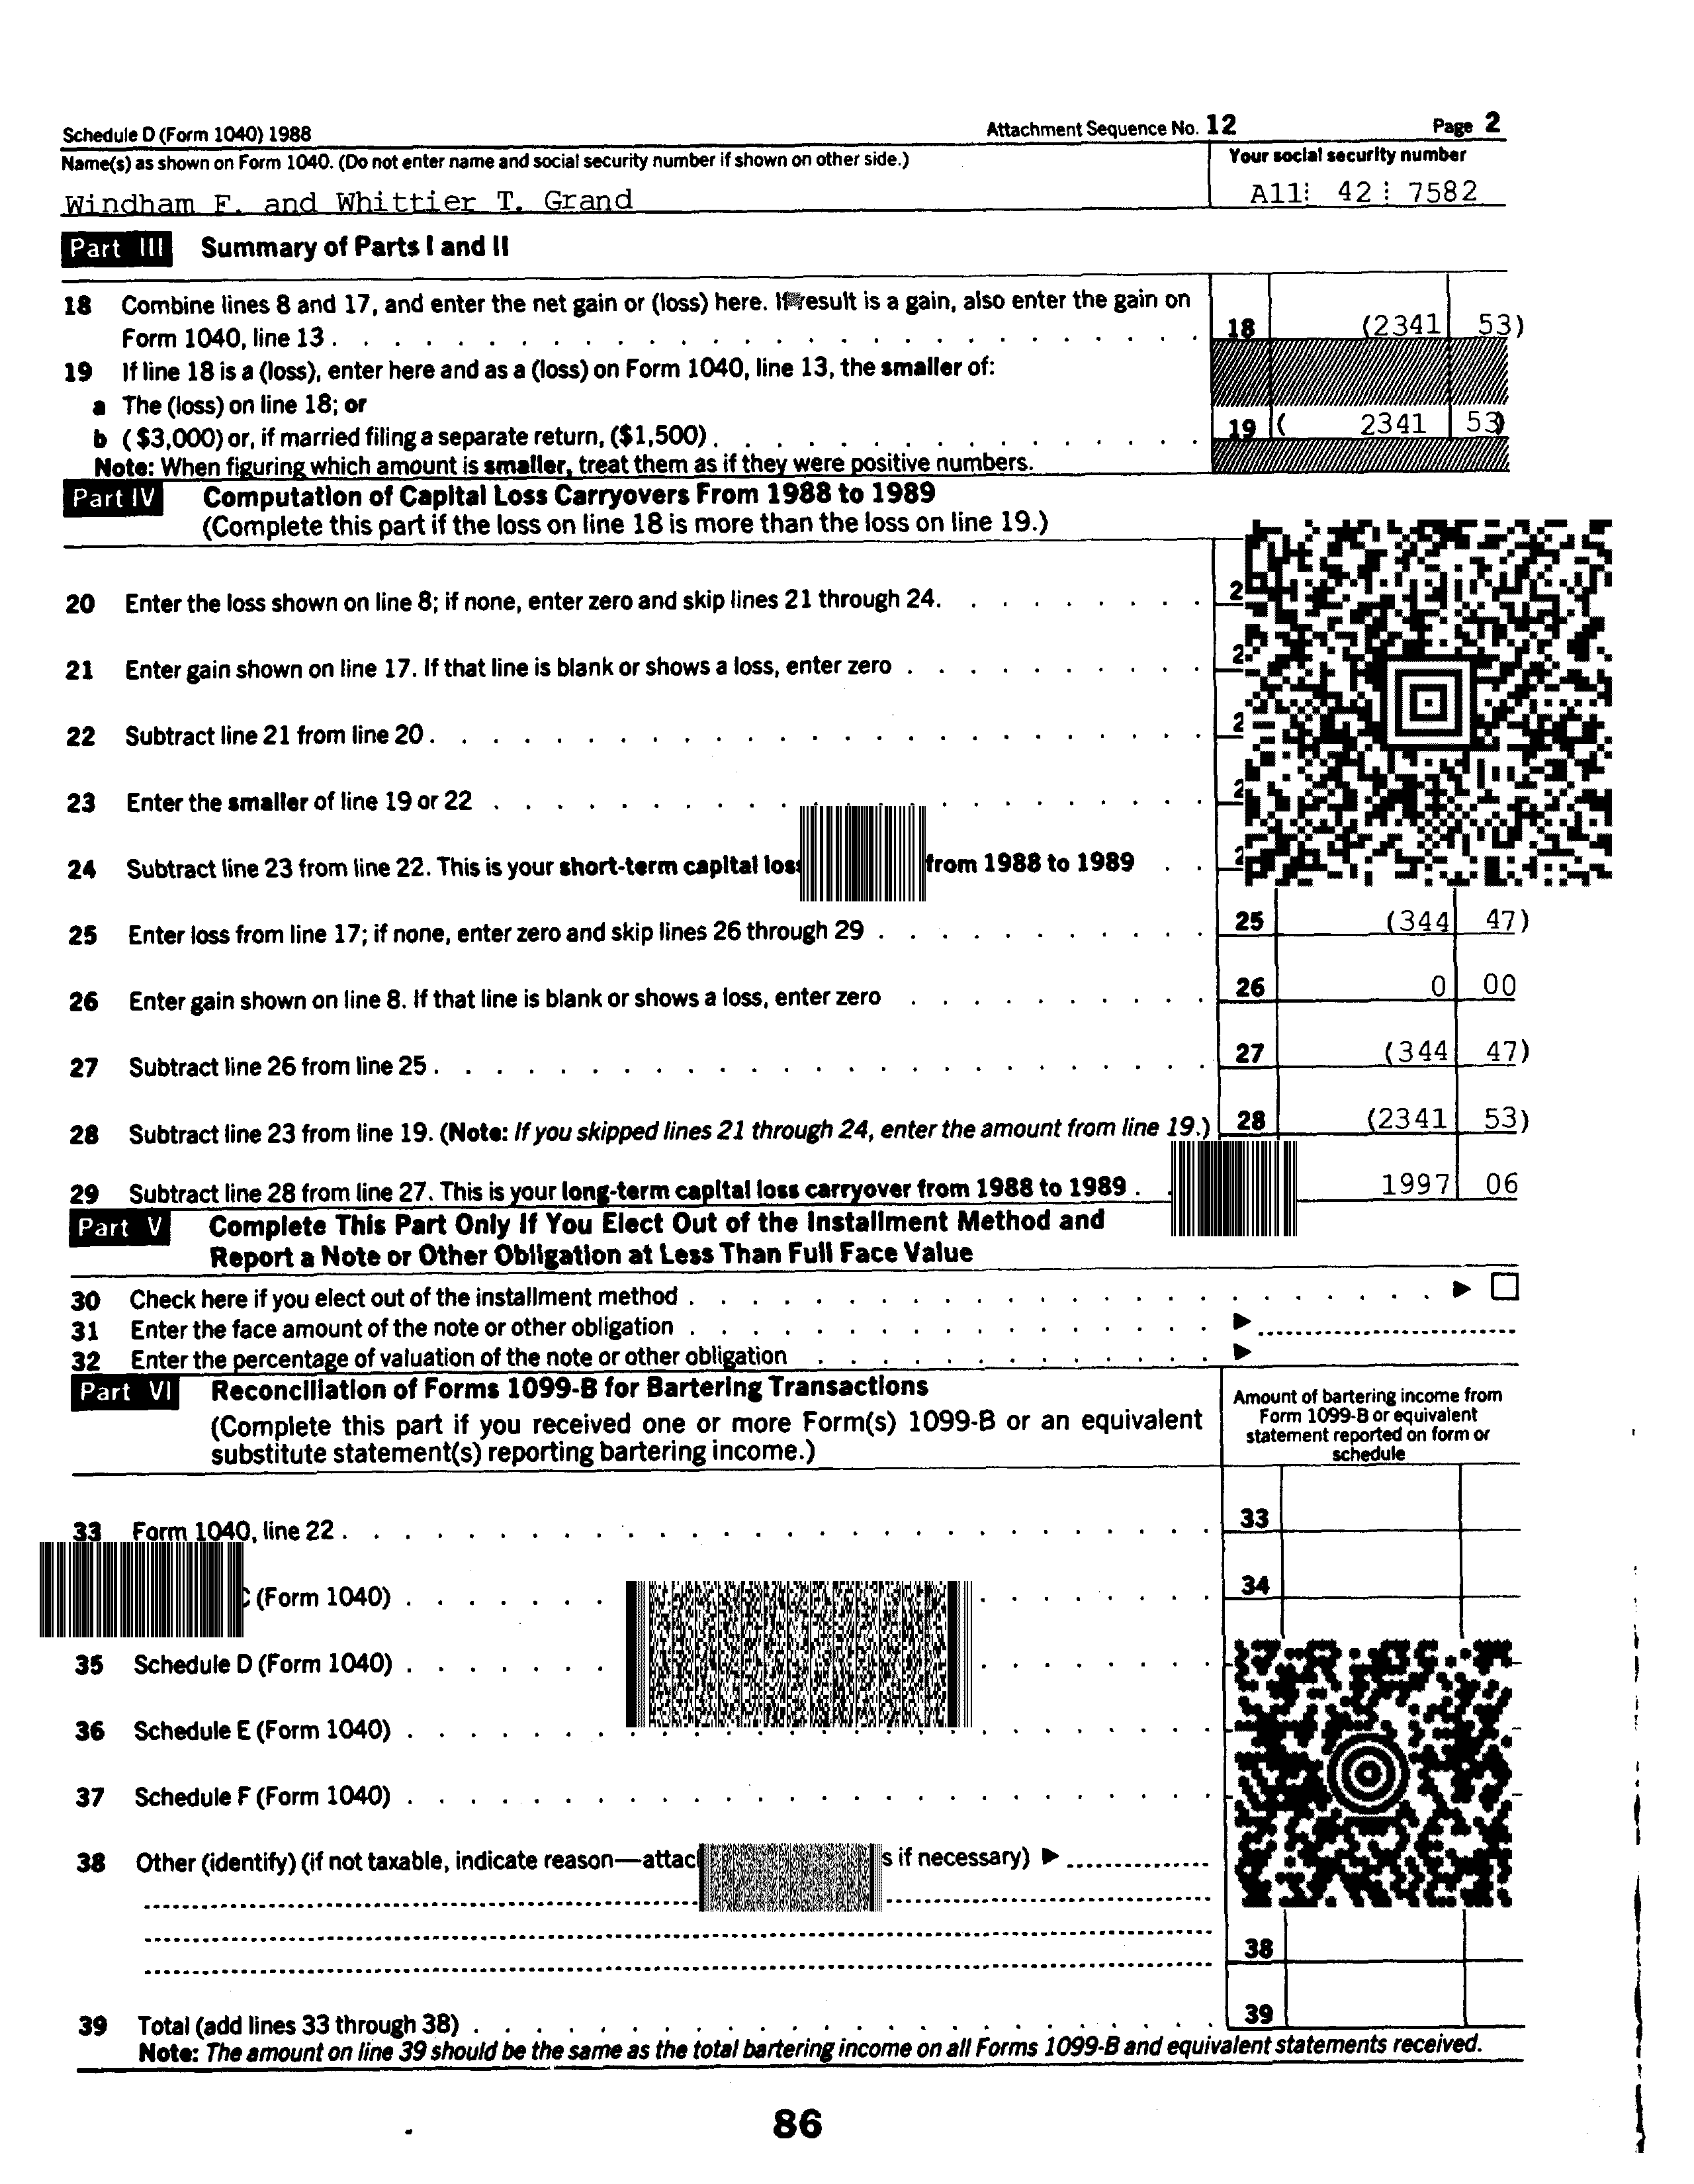 Schedule D (Form 1040) 1988 Attachment Sequence No. 12 Page 2
Name(s) as shown on Form 1040. (Do not enter name and social security number if shown on other side.) Your social security number
Windham F. and Whittier T. Grand A11 42 7582
Part III Summary of Parts I and II
18 Combine lines 8 and 17, and enter the net gain or (loss) here. If result is a gain, also enter the gain on
Form 1040, line 13 . 18 (2341 53)
19 If line 18 is a (loss), enter here and as a (loss) on Form 1040, line 13, the smaller of:
a The (loss) on line 18; or
b ($3,000) or, if married filing a separate return, ($1,500) . 19 ( 2341 53)
Note: When figuring which amount is smaller, treat them as if they were positive numbers.
Part IV Computation of Capital Loss Carryovers From 1988 to 1989
(Complete this part if the loss on line 18 is more than the loss on line 19.)
20 Enter the loss shown on line 8; if none, enter zero and skip lines 21 through 24.
21 Enter gain shown on line 17. If that line is blank or shows a loss, enter zero
22 Subtract line 21 from line 20 .
23 Enter the smaller of line 19 or 22
24 Subtract line 23 from line 22. This is your short-term capital loss from 1988 to 1989
25 Enter loss from line 17; if none, enter zero and skip lines 26 through 29 . 25 (344 47)
26 Enter gain shown on line 8. If that line is blank or shows a loss, enter zero 26 0 00
27 Subtract line 26 from line 25 . 27 (344 47)
28 Subtract line 23 from line 19. (Note: If you skipped lines 21 through 24, enter the amount from line 19.) 28 (2341 53)
29 Subtract line 28 from line 27. This is your long-term capital loss carryover from 1988 to 1989 . 1997 06
Part V Complete This Part Only If You Elect Out of the Installment Method and
Report a Note or Other Obligation at Less Than Full Face Value
30 Check here if you elect out of the installment method . ▶ ☐
31 Enter the face amount of the note or other obligation . ▶
32 Enter the percentage of valuation of the note or other obligation ▶
Part VI Reconciliation of Forms 1099-B for Bartering Transactions
(Complete this part if you received one or more Form(s) 1099-B or an equivalent
substitute statement(s) reporting bartering income.)
Amount of bartering income from
Form 1099-B or equivalent
statement reported on form or
schedule
33 Form 1040, line 22 . 33
C (Form 1040) . 34
35 Schedule D (Form 1040) .
36 Schedule E (Form 1040) .
37 Schedule F (Form 1040) .
38 Other (identify) (if not taxable, indicate reason—attac s if necessary) ▶
38
39 Total (add lines 33 through 38) . 39
Note: The amount on line 39 should be the same as the total bartering income on all Forms 1099-B and equivalent statements received.
86